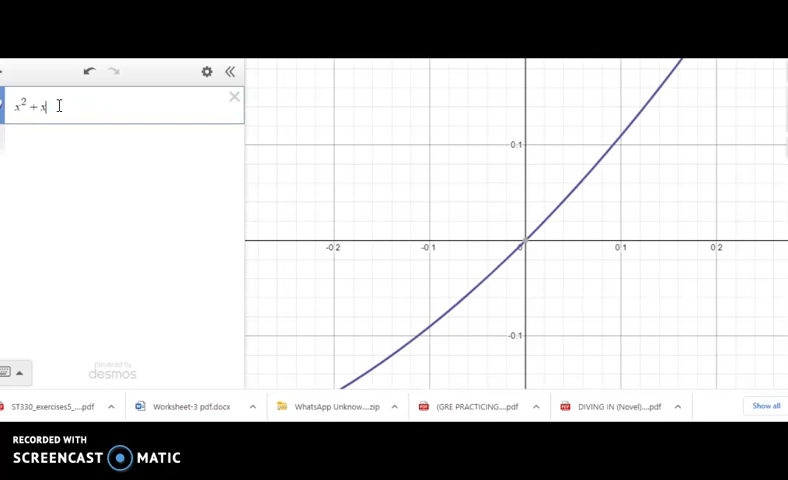 x² + x
0.1
-0.2 -0.1 0 0.1 0.2
-0.1
powered by
desmos
ST330_exercises5_....pdf Worksheet-3 pdf.docx WhatsApp Unknow....zip (GRE PRACTICING....pdf DIVING IN (Novel)....pdf Show all
RECORDED WITH
SCREENCAST MATIC